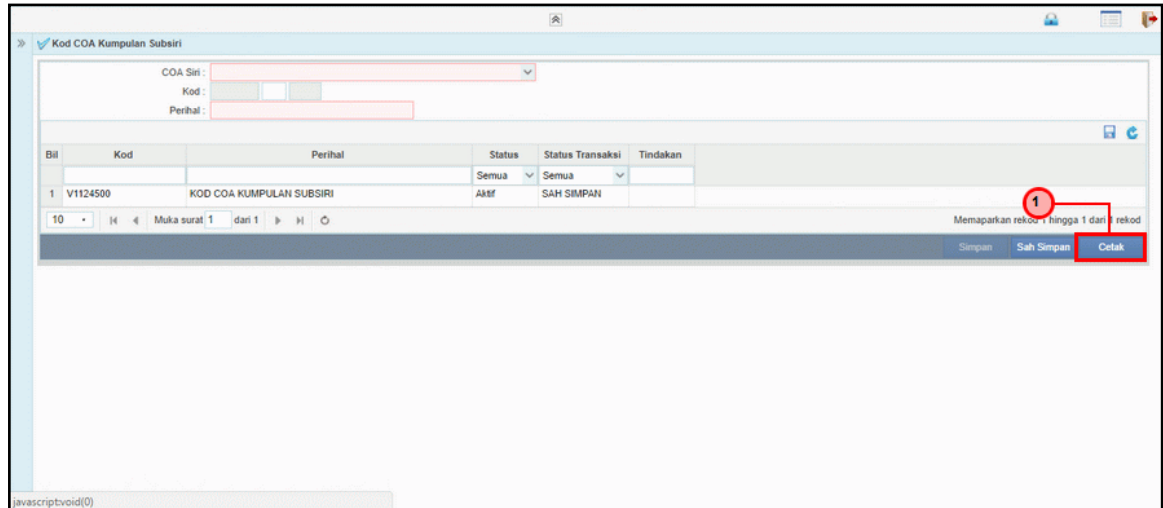 Kod COA Kumpulan Subsiri
COA Siri :
Kod :
Perihal :
Bil Kod Perihal Status Status Transaksi Tindakan
Semua Semua
1 V1124500 KOD COA KUMPULAN SUBSIRI Aktif SAH SIMPAN
1
10 Muka surat 1 dari 1 Memaparkan rekod 1 hingga 1 dari 1 rekod
Simpan Sah Simpan Cetak
javascript:void(0)